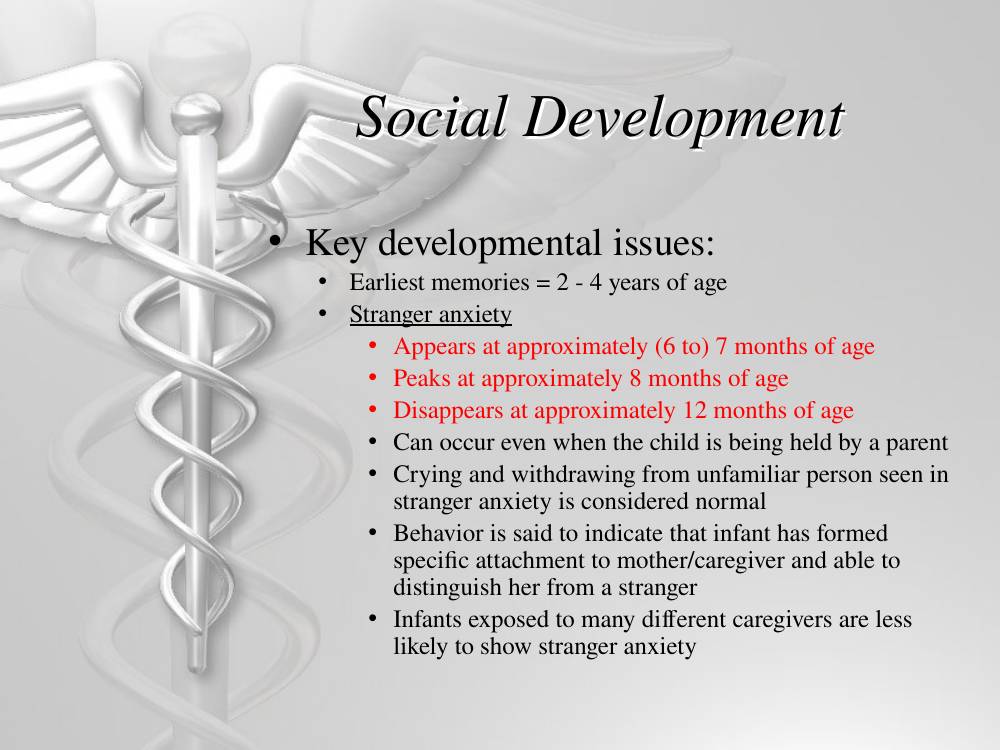 Social Development
• Key developmental issues:
• Earliest memories = 2 - 4 years of age
• Stranger anxiety
• Appears at approximately (6 to) 7 months of age
• Peaks at approximately 8 months of age
• Disappears at approximately 12 months of age
• Can occur even when the child is being held by a parent
• Crying and withdrawing from unfamiliar person seen in
stranger anxiety is considered normal
• Behavior is said to indicate that infant has formed
specific attachment to mother/caregiver and able to
distinguish her from a stranger
• Infants exposed to many different caregivers are less
likely to show stranger anxiety